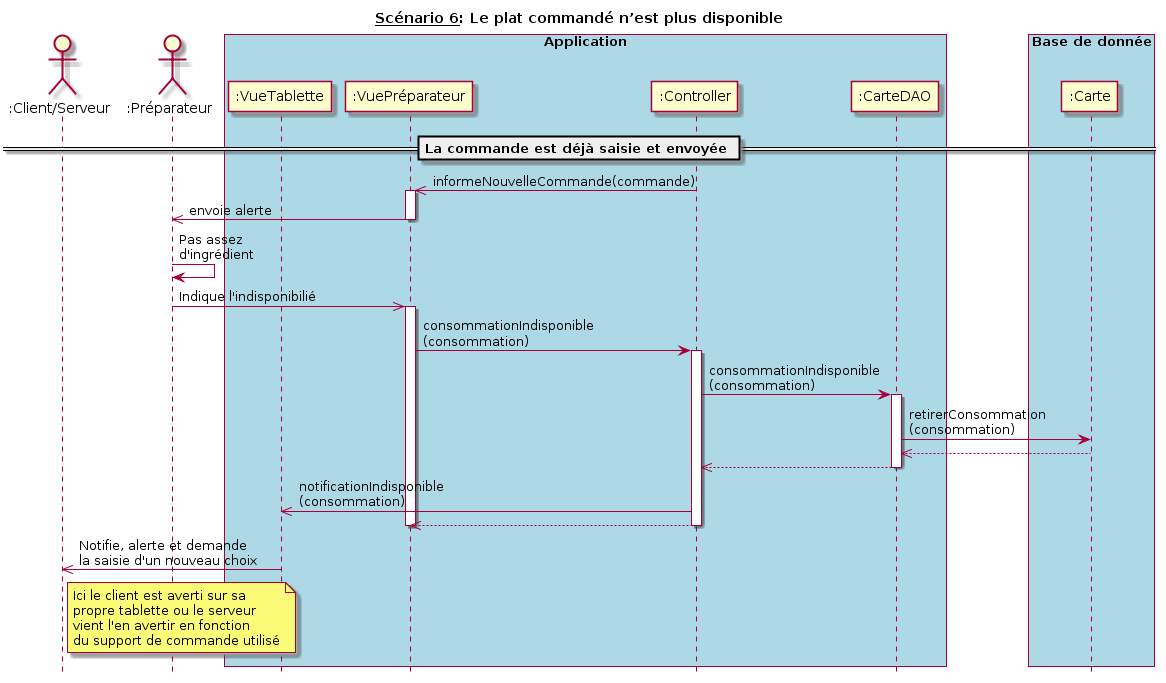 Scénario 6: Le plat commandé n’est plus disponible
Application
Base de donnée
:Client/Serveur
:Préparateur
:VueTablette
:VuePréparateur
:Controller
:CarteDAO
:Carte
La commande est déjà saisie et envoyée
informeNouvelleCommande(commande)
envoie alerte
Pas assez
d'ingrédient
Indique l'indisponibilié
consommationIndisponible
(consommation)
consommationIndisponible
(consommation)
retirerConsommation
(consommation)
notificationIndisponible
(consommation)
Notifie, alerte et demande
la saisie d'un nouveau choix
Ici le client est averti sur sa
propre tablette ou le serveur
vient l'en avertir en fonction
du support de commande utilisé